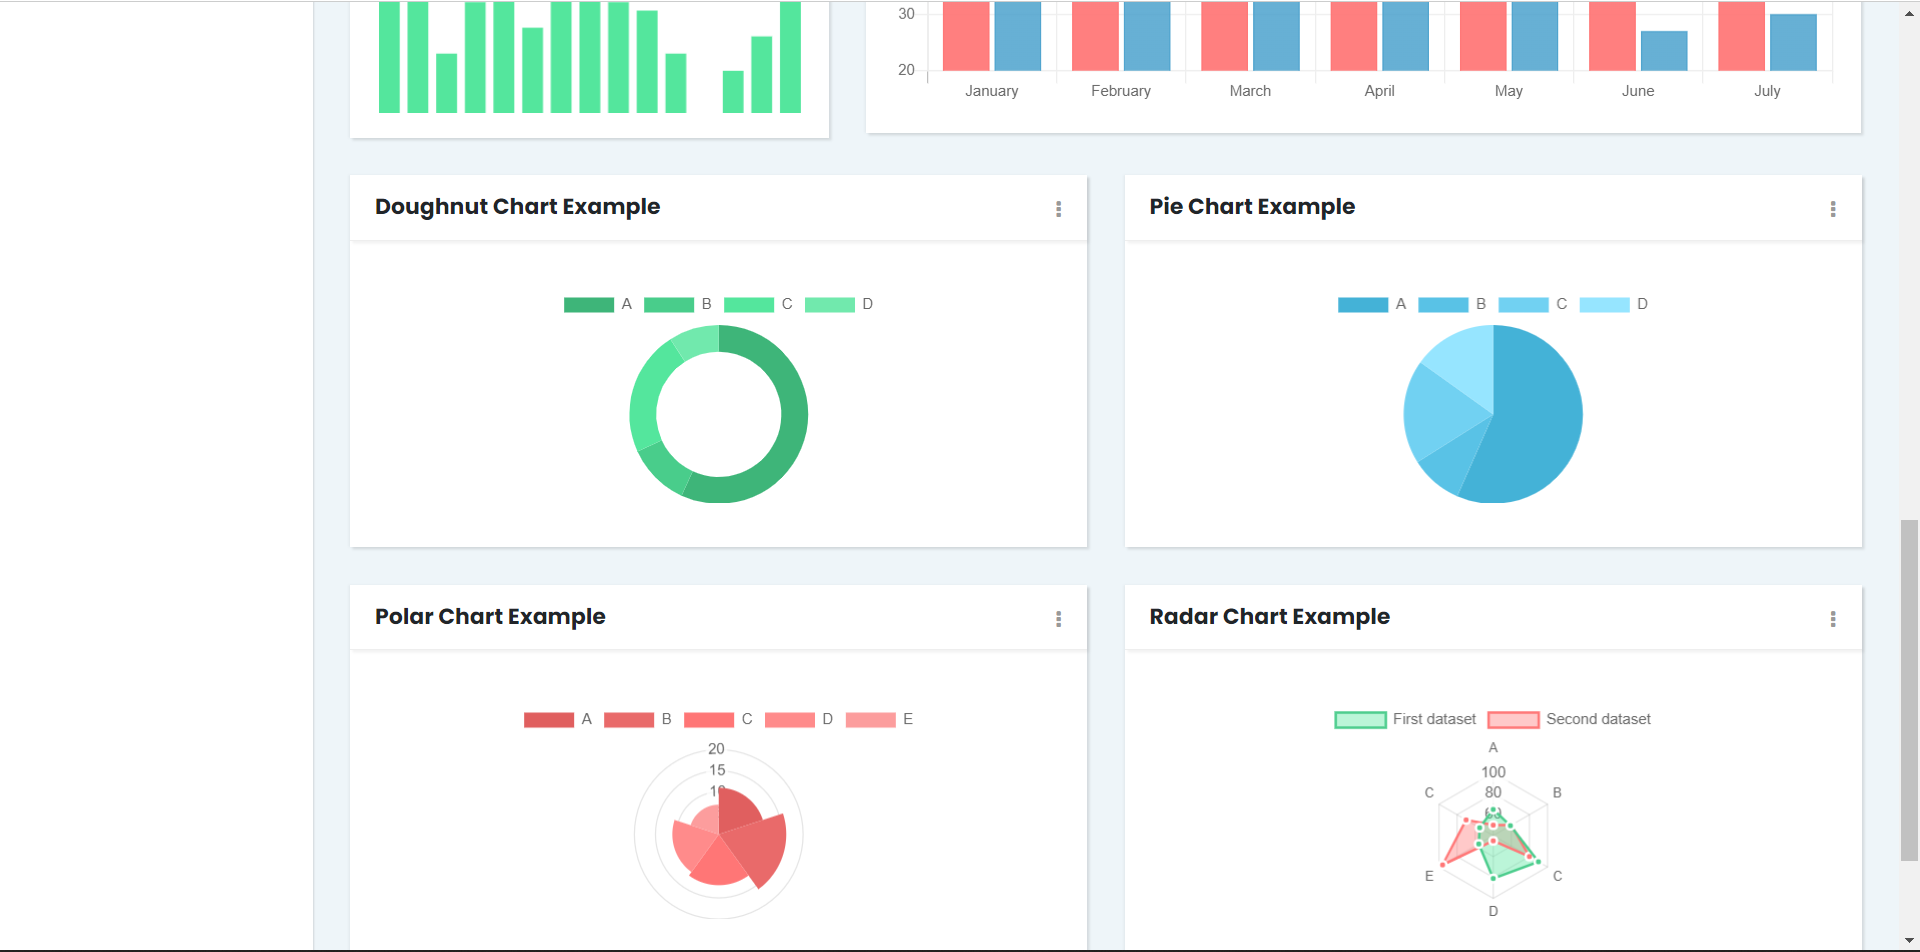 30
20
January February March April May June July
Doughnut Chart Example
Pie Chart Example
A B C D
A B C D
Polar Chart Example
Radar Chart Example
A B C D E
20
15
First dataset Second dataset
A
100
80
C B
E C
D